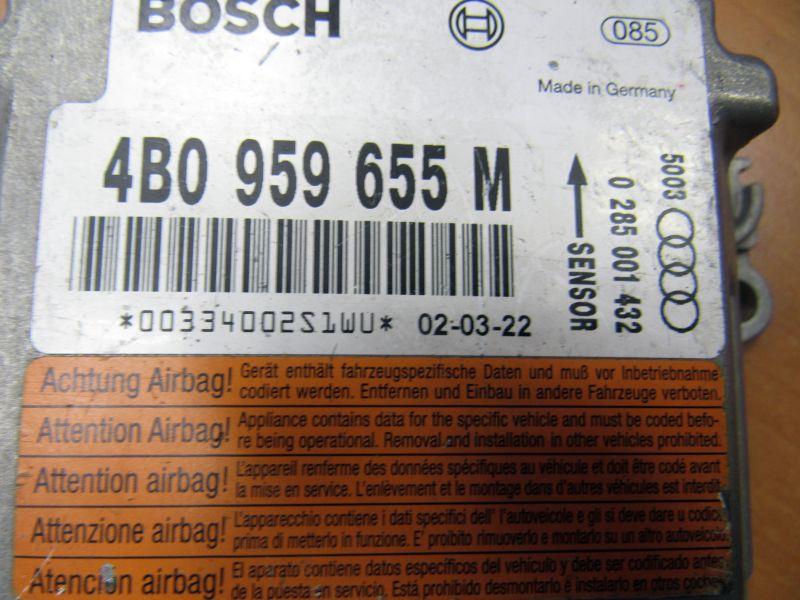 BOSCH
085
Made in Germany
4B0 959 655 M
*00334002S1WU* 02-03-22
SENSOR
0 285 001 432
5003
Achtung Airbag! Gerät enthält fahrzeugspezifische Daten und muß vor Inbetriebnahme
codiert werden. Entfernen und Einbau in andere Fahrzeuge verboten.
Attention Airbag! Appliance contains data for the specific vehicle and must be coded befo-
re being operational. Removal and installation in other vehicles prohibited.
Attention airbag! L'appareil renferme des données spécifiques au véhicule et doit être codé avant
la mise en service. L'enlèvement et le montage dans d'autres véhicules est interdit
Attenzione airbag! L'apparecchio contiene i dati specifici dell' l'autoveicole e gli si deve dare u codice
prima di metterlo in funzione. E' proibito rimuoverlo e montarlo su un altro autoveicolo
Atención airbag! El aparato contiene datos específicos del vehículo y debe ser codificado antes
de la puesta en servicio. Está prohibido desmontarlo e instalarlo en otros coches